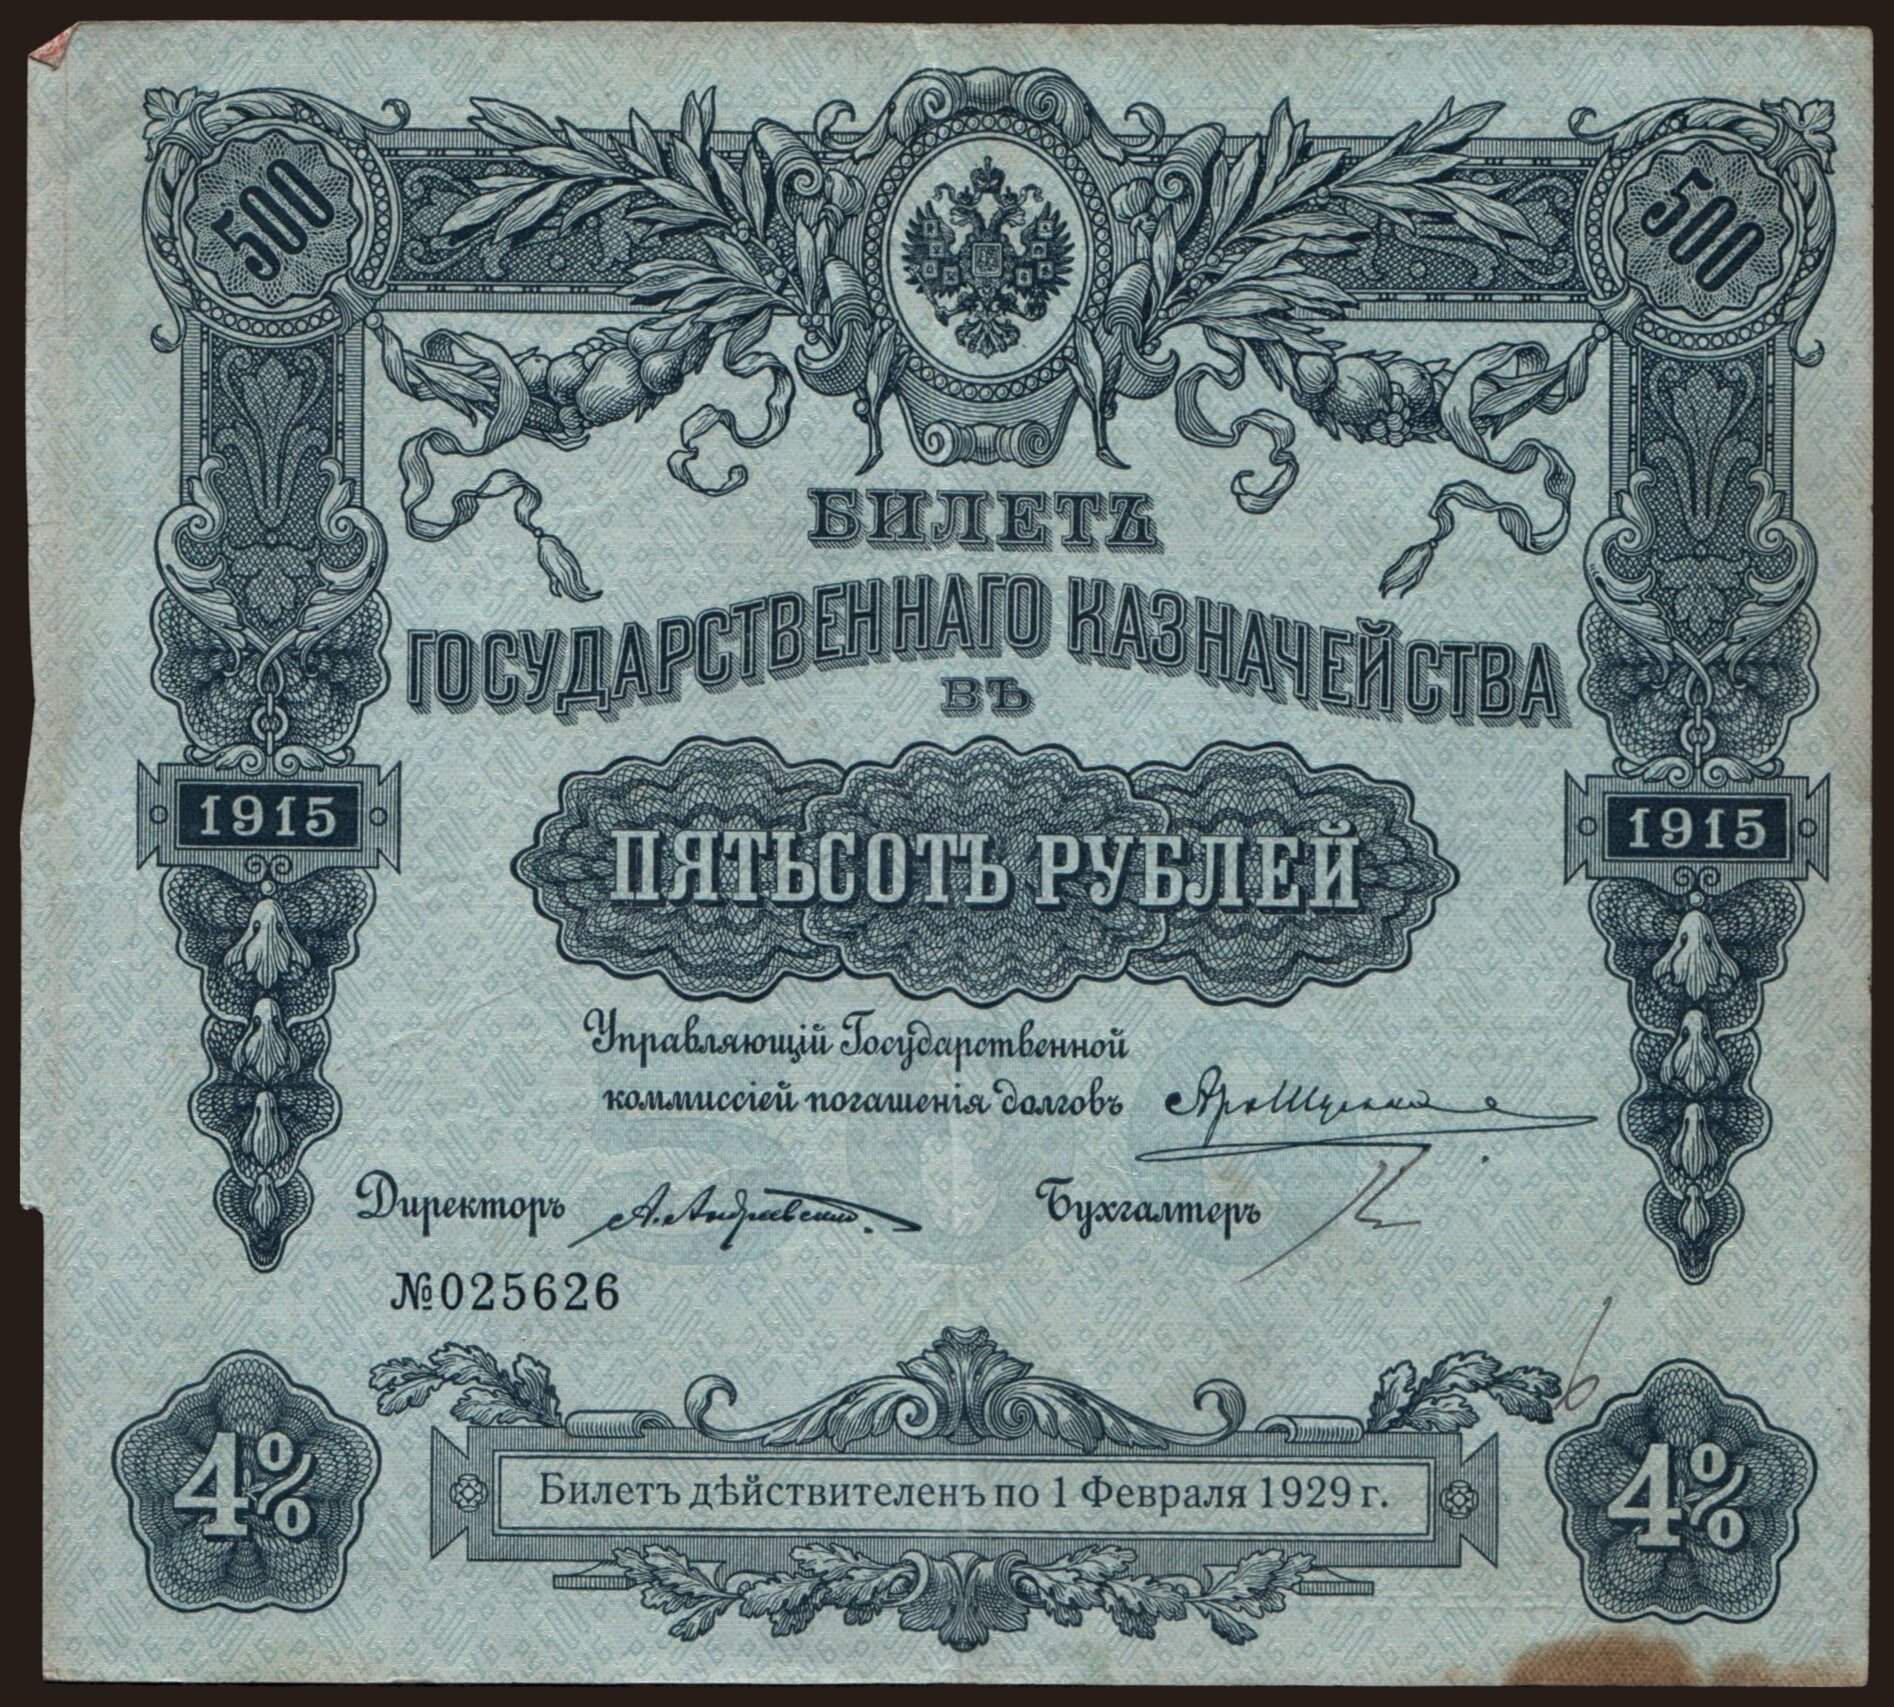 500 500
БИЛЕТЪ
ГОСУДАРСТВЕННАГО КАЗНАЧЕЙСТВА
ВЪ
1915 1915
ПЯТЬСОТЪ РУБЛЕЙ
Управляющій Государственной
коммиссіей погашенія долговъ
500
Директоръ Бухгалтеръ
№025626
4% 4%
Билетъ дѣйствителенъ по 1 Февраля 1929 г.